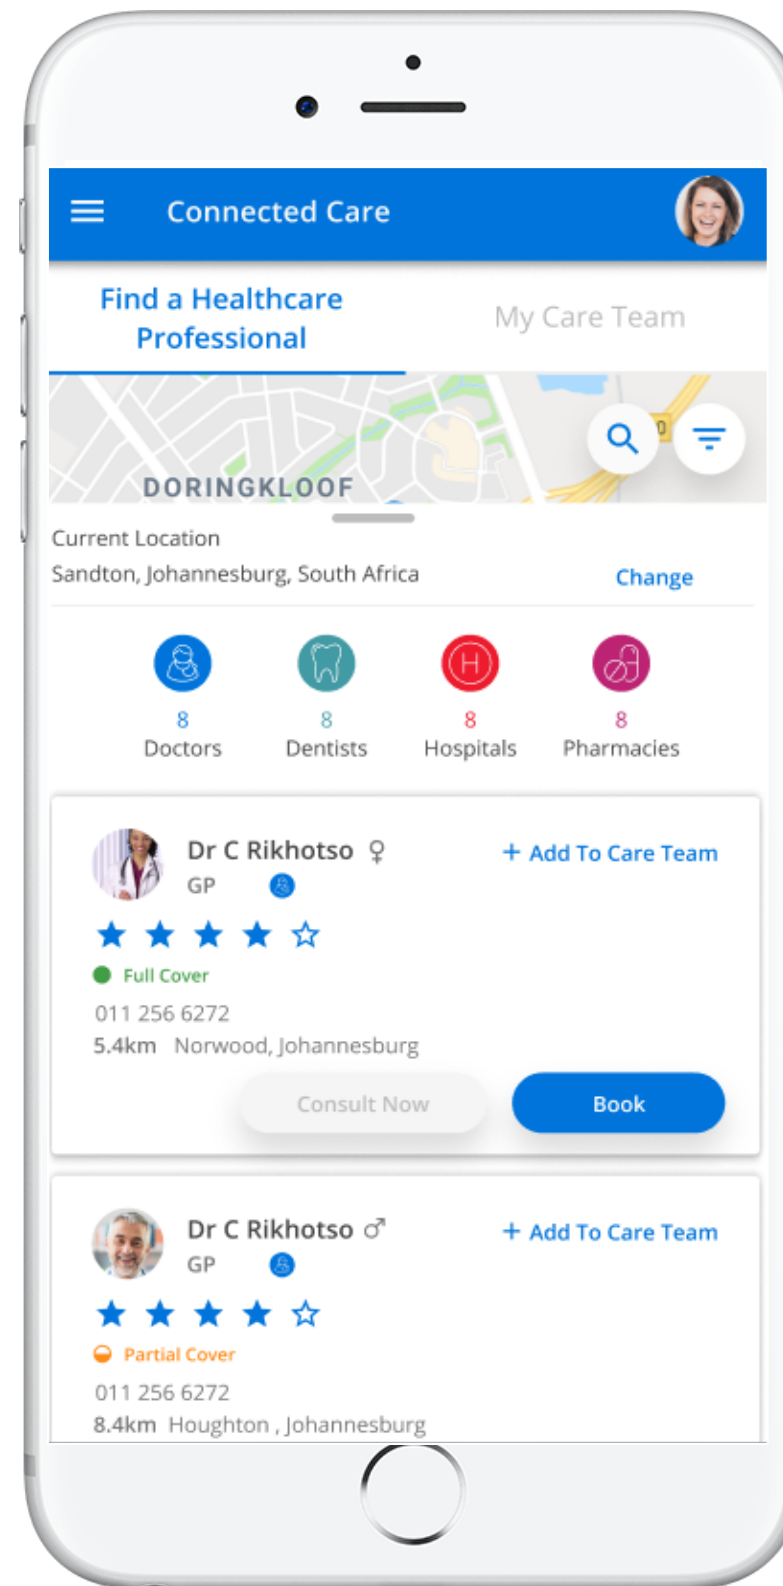 Connected Care
Find a Healthcare
Professional
My Care Team
0
DORINGKLOOF
Current Location
Sandton, Johannesburg, South Africa
Change
H
8
8
8
8
Doctors
Dentists
Hospitals
Pharmacies
Dr C Rikhotso ♀
+ Add To Care Team
GP
Full Cover
011 256 6272
5.4km Norwood, Johannesburg
Consult Now
Book
Dr C Rikhotso ♂
+ Add To Care Team
GP
Partial Cover
011 256 6272
8.4km Houghton , Johannesburg